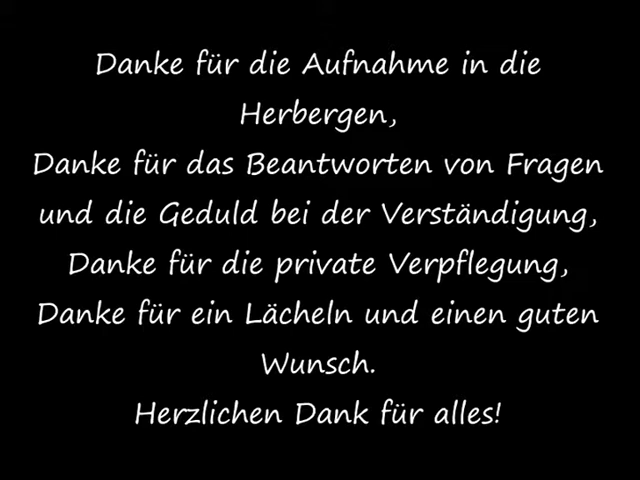 Danke für die Aufnahme in die
Herbergen,
Danke für das Beantworten von Fragen
und die Geduld bei der Verständigung,
Danke für die private Verpflegung,
Danke für ein Lächeln und einen guten
Wunsch.
Herzlichen Dank für alles!